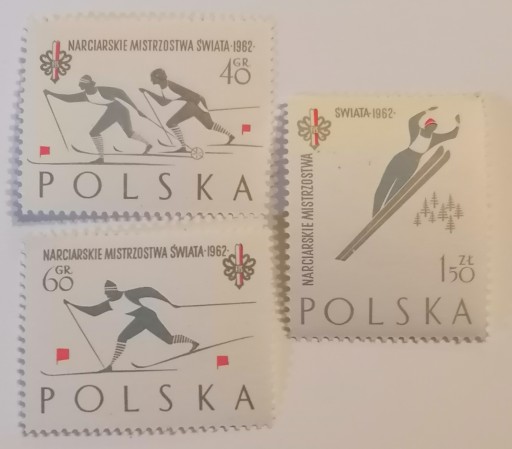 NARCIARSKIE MISTRZOSTWA ŚWIATA·1962·
40 GR.
POLSKA
NARCIARSKIE MISTRZOSTWA ŚWIATA·1962·
60 GR.
POLSKA
NARCIARSKIE MISTRZOSTWA
ŚWIATA·1962·
1.50 ZŁ
POLSKA